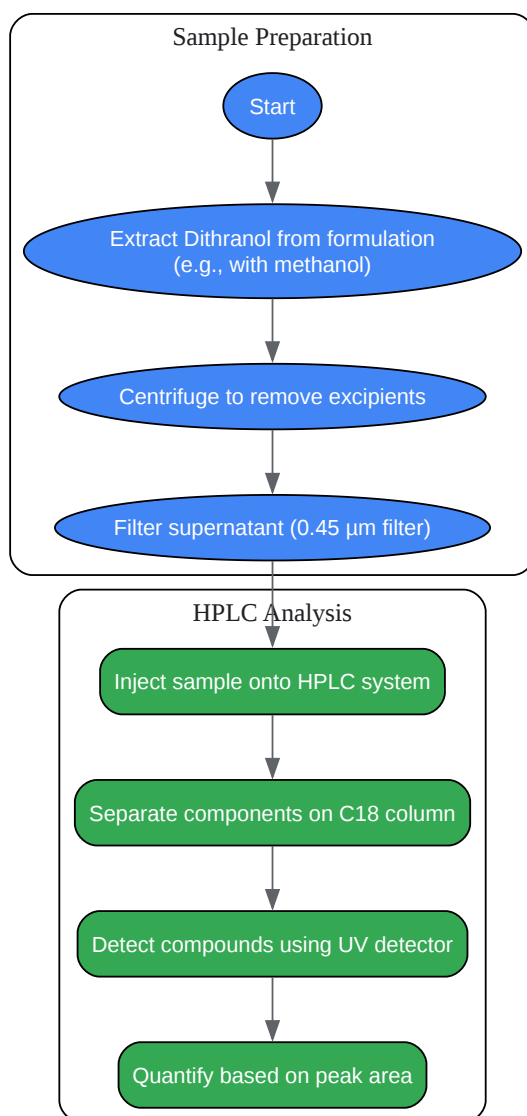 Sample Preparation
Start
Extract Dithranol from formulation
(e.g., with methanol)
Centrifuge to remove excipients
Filter supernatant (0.45 µm filter)
HPLC Analysis
Inject sample onto HPLC system
Separate components on C18 column
Detect compounds using UV detector
Quantify based on peak area